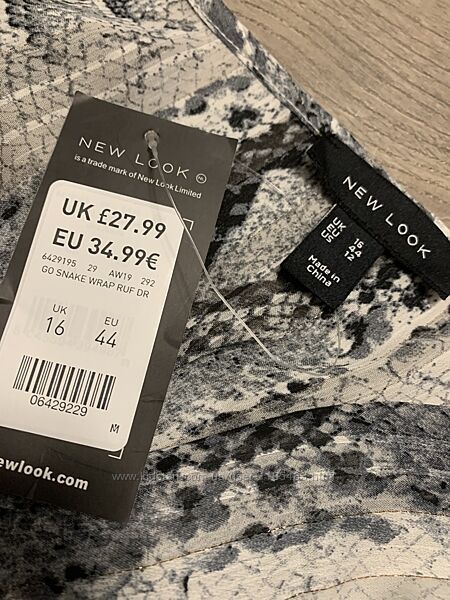 NEW LOOK
is a trade mark of New Look Limited
UK £27.99
EU 34.99€
6429195 29 AW19 292
GO SNAKE WRAP RUF DR
UK EU
16 44
06429229
ewlook.com
NEW LOOK
UK 16
EU 44
US 12
Made in
China